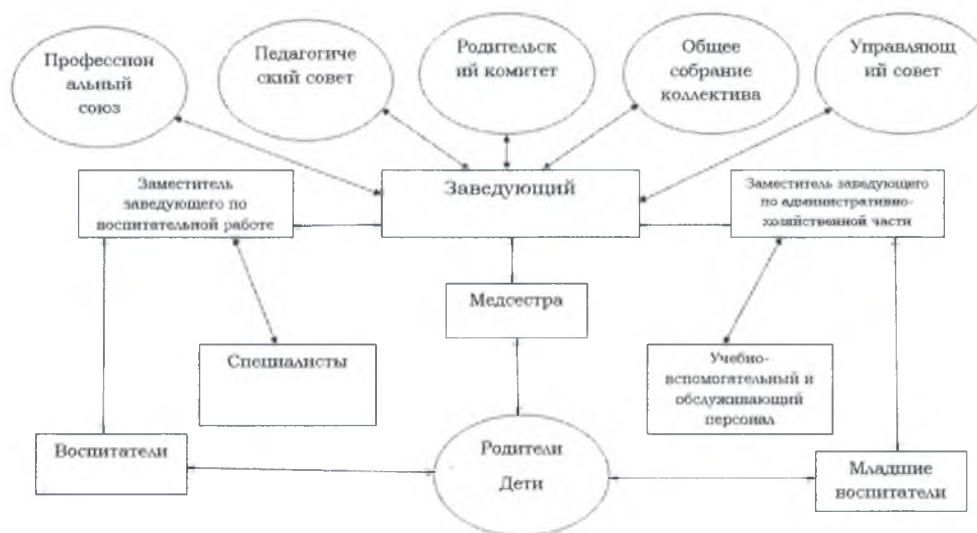 Профессион
альный
союз
Педагогиче
ский совет
Родительск
ий комитет
Общее
собрание
коллектива
Управляющ
ий совет
Заместитель
заведующего по
воспитательной работе
Заведующий
Заместитель заведующего
по административно-
хозяйственной части
Медсестра
Специалисты
Учебно-
вспомогательный и
обслуживающий
персонал
Воспитатели
Родители
Дети
Младшие
воспитатели